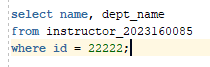 select name, dept_name
from instructor_2023160085
where id = 22222;